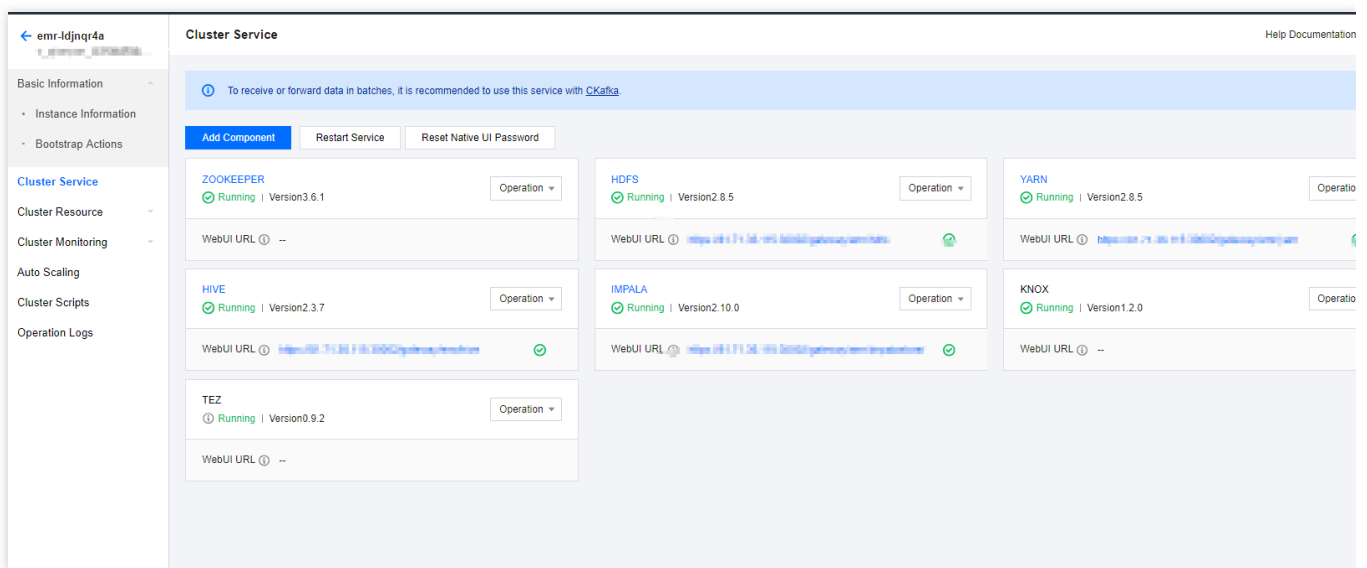 emr-ldjnqr4a
Cluster Service
Help Documentation
Basic Information
Instance Information
Bootstrap Actions
Cluster Service
Cluster Resource
Cluster Monitoring
Auto Scaling
Cluster Scripts
Operation Logs
To receive or forward data in batches, it is recommended to use this service with CKafka.
Add Component
Restart Service
Reset Native UI Password
ZOOKEEPER
Running | Version3.6.1
Operation
WebUI URL --
HDFS
Running | Version2.8.5
Operation
WebUI URL
YARN
Running | Version2.8.5
Operatio
WebUI URL
HIVE
Running | Version2.3.7
Operation
WebUI URL
IMPALA
Running | Version2.10.0
Operation
WebUI URL
KNOX
Running | Version1.2.0
Operatio
WebUI URL --
TEZ
Running | Version0.9.2
Operation
WebUI URL --